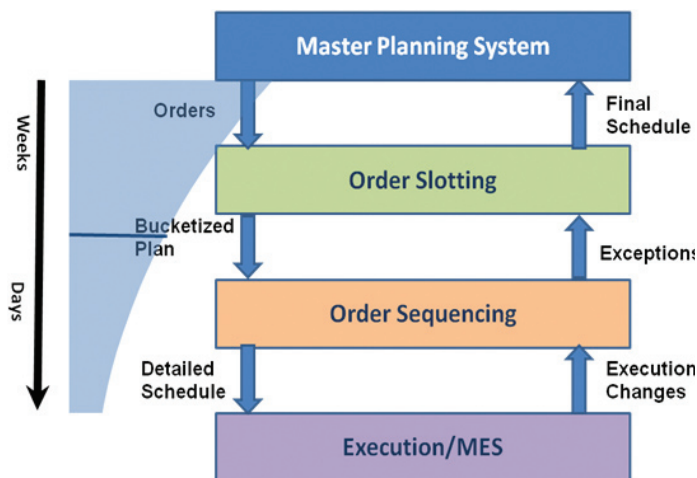 Master Planning System
Weeks
Orders
Final
Schedule
Order Slotting
Bucketized
Plan
Exceptions
Days
Order Sequencing
Detailed
Schedule
Execution
Changes
Execution/MES